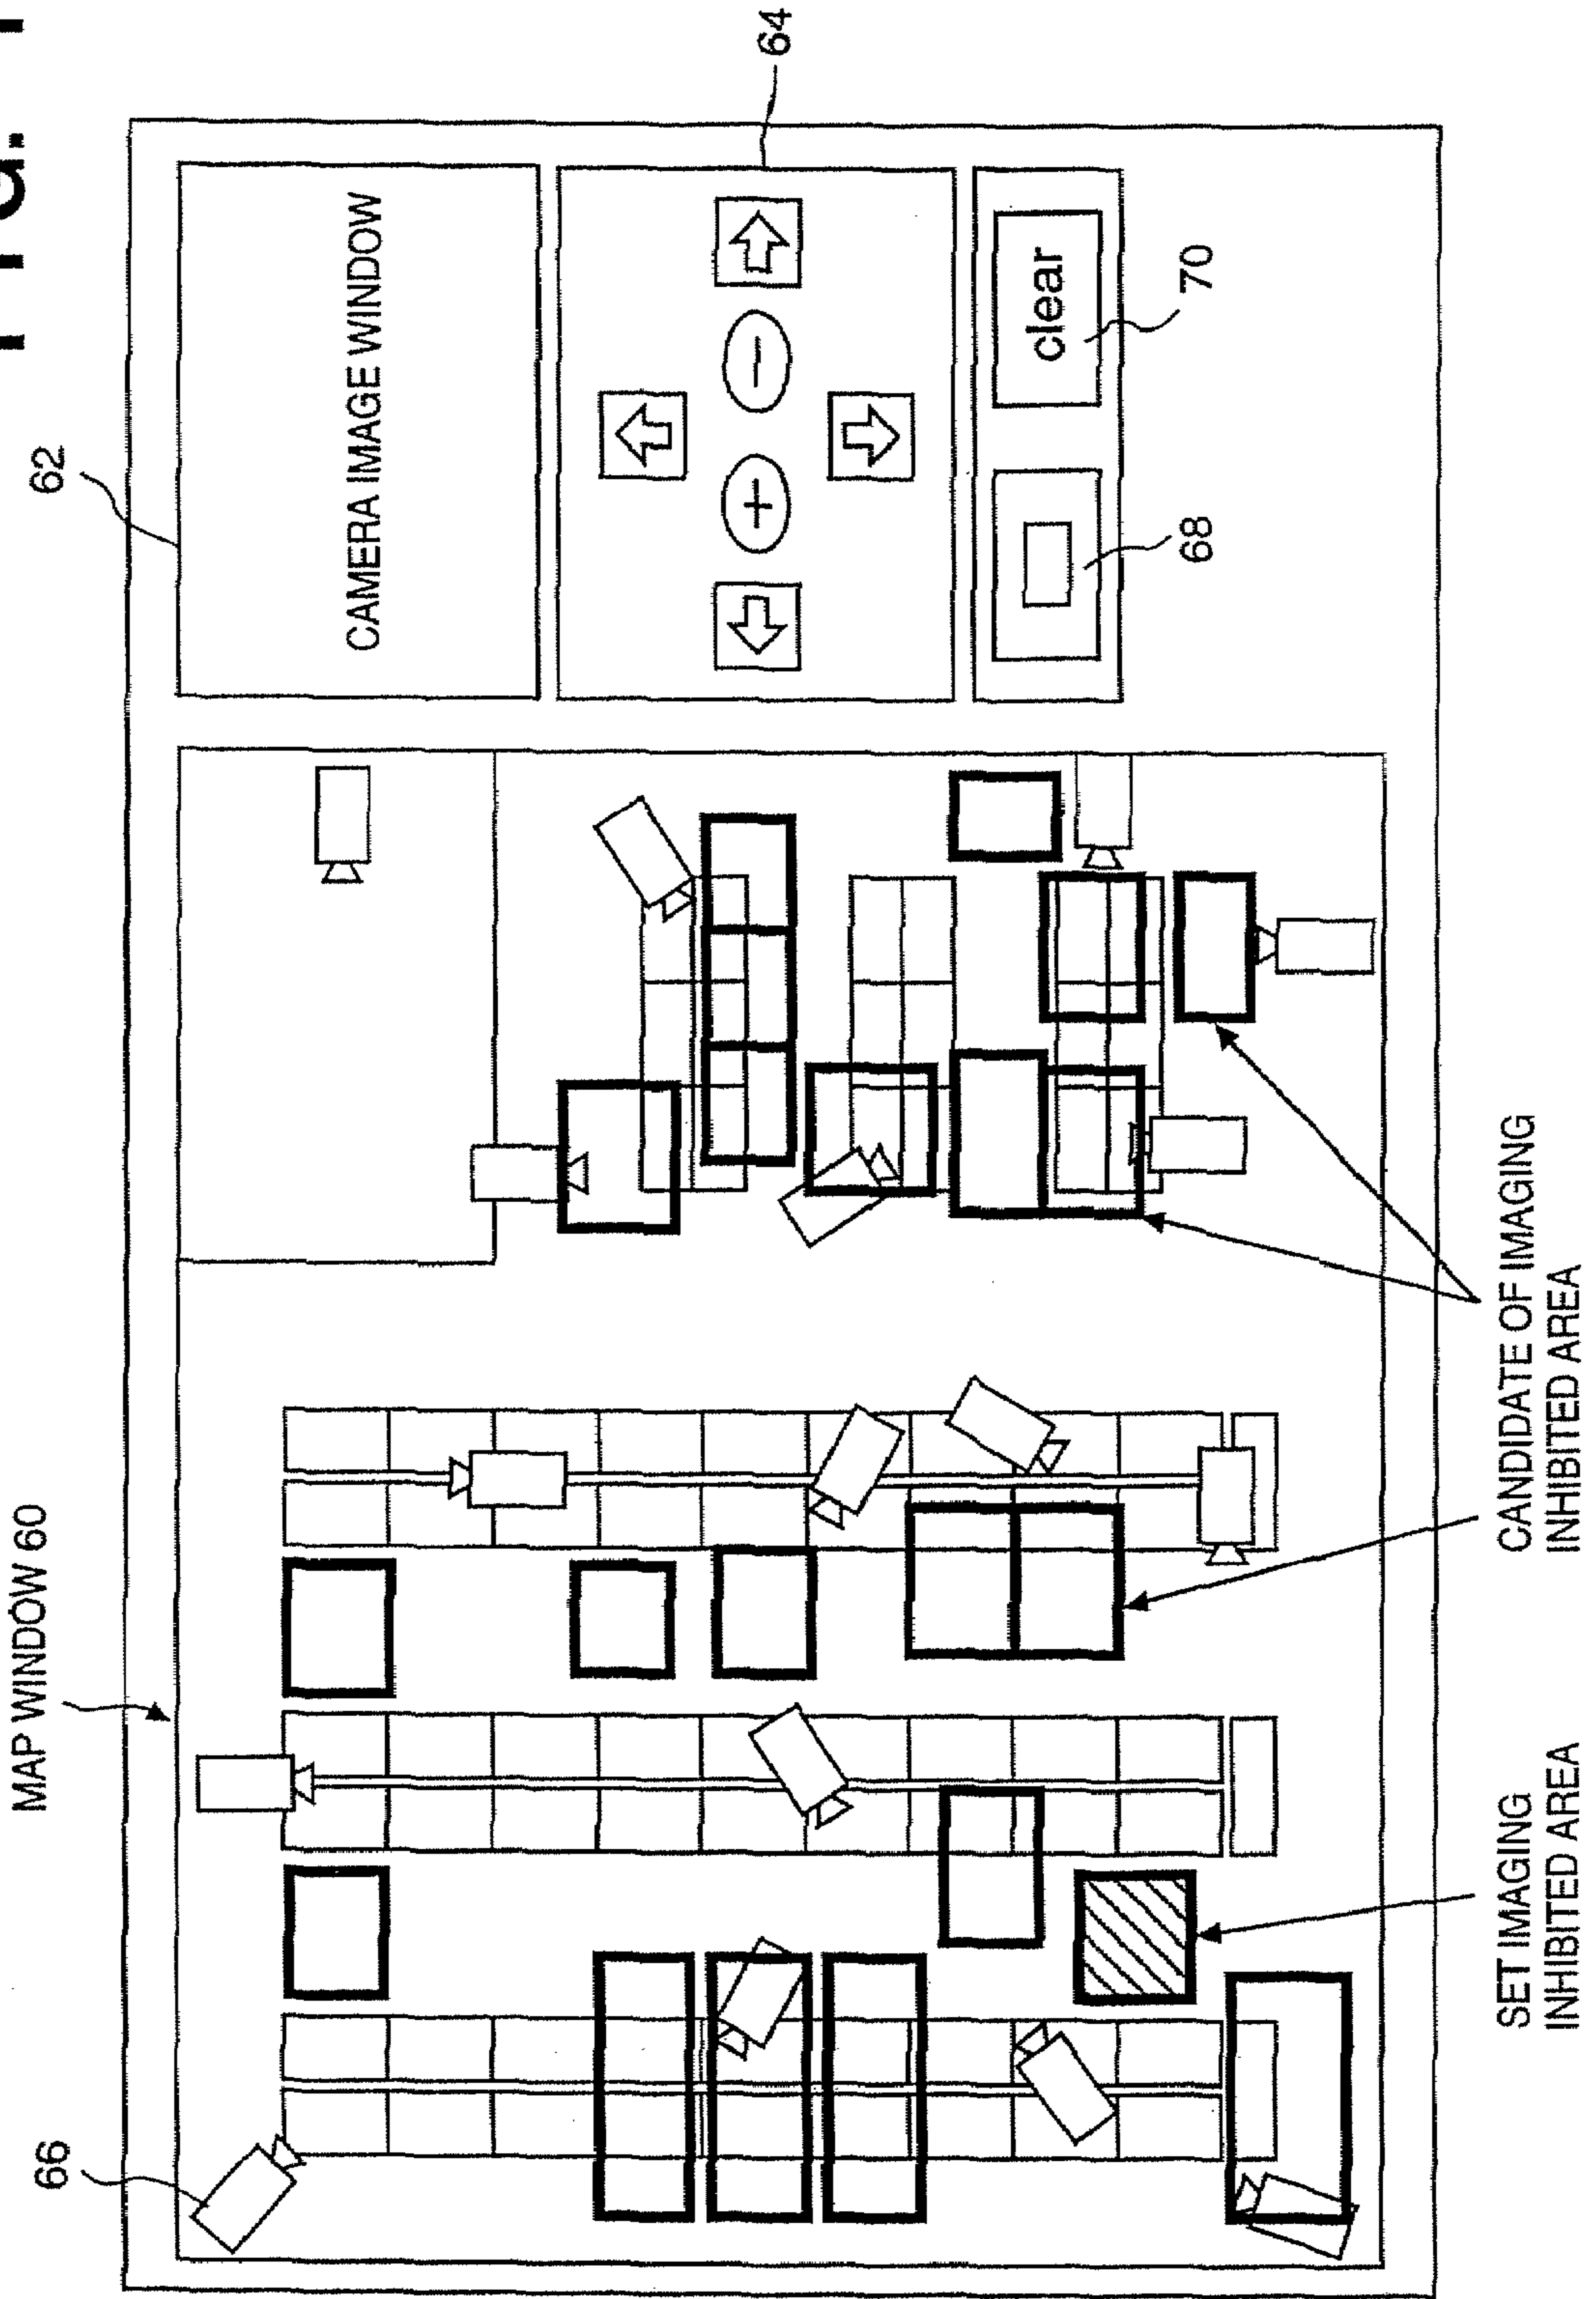 66
MAP WINDOW 60
62
CAMERA IMAGE WINDOW
+ −
64
clear
68
70
SET IMAGING
INHIBITED AREA
CANDIDATE OF IMAGING
INHIBITED AREA